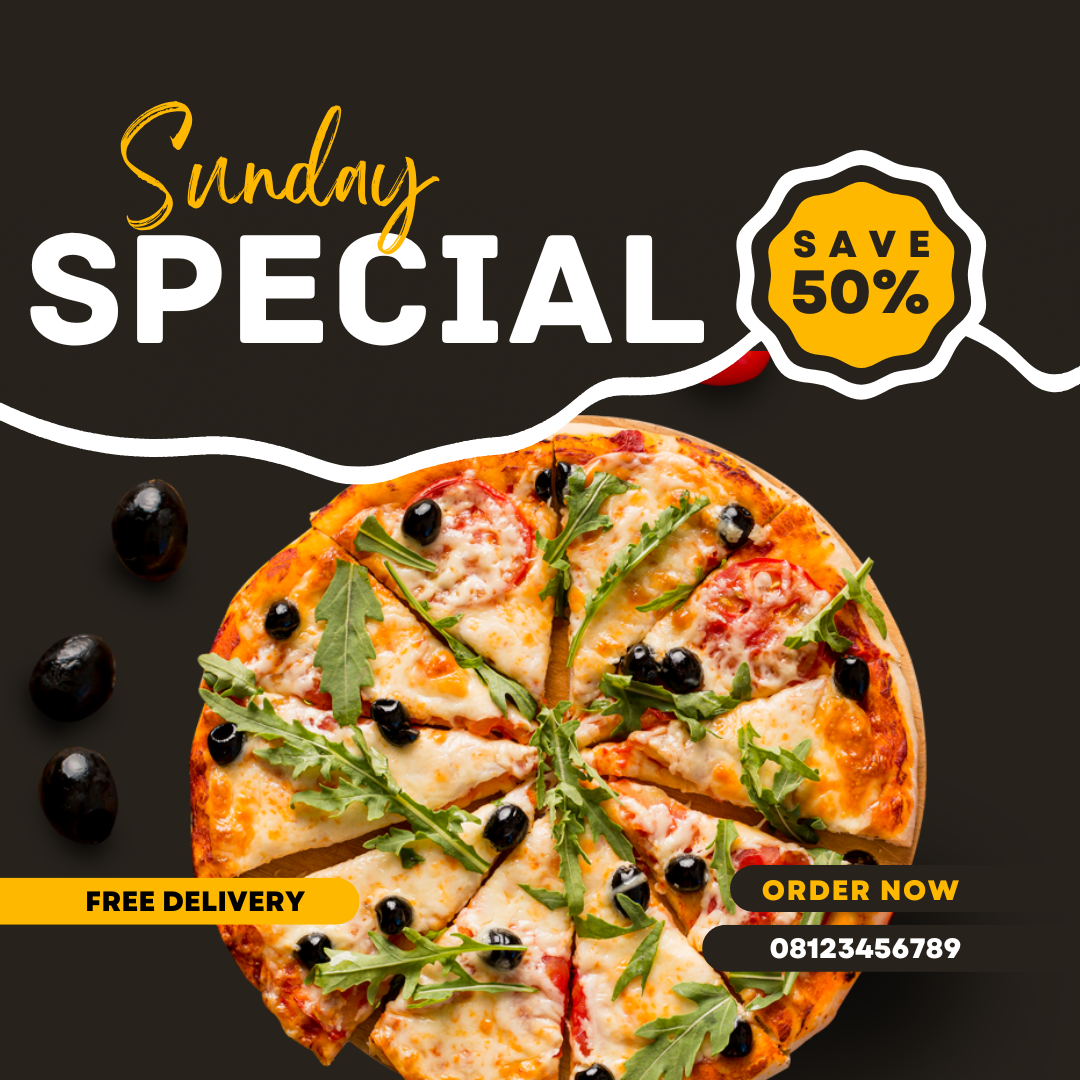 Sunday
SPECIAL
SAVE
50%
FREE DELIVERY
ORDER NOW
08123456789